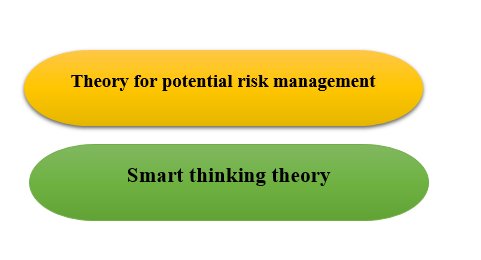 Theory for potential risk management
Smart thinking theory